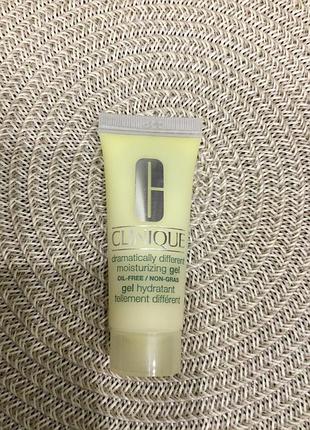 CLINIQUE
dramatically different
moisturizing gel
OIL-FREE / NON-GRAS
gel hydratant
tellement différent